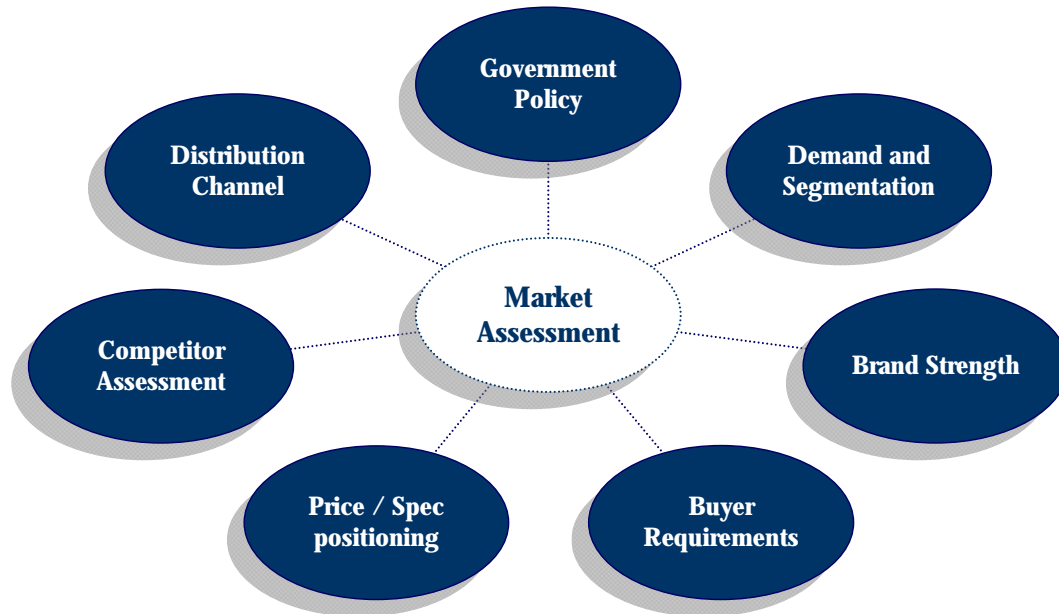 Government
Policy
Distribution
Channel
Demand and
Segmentation
Market
Assessment
Competitor
Assessment
Brand Strength
Price / Spec
positioning
Buyer
Requirements